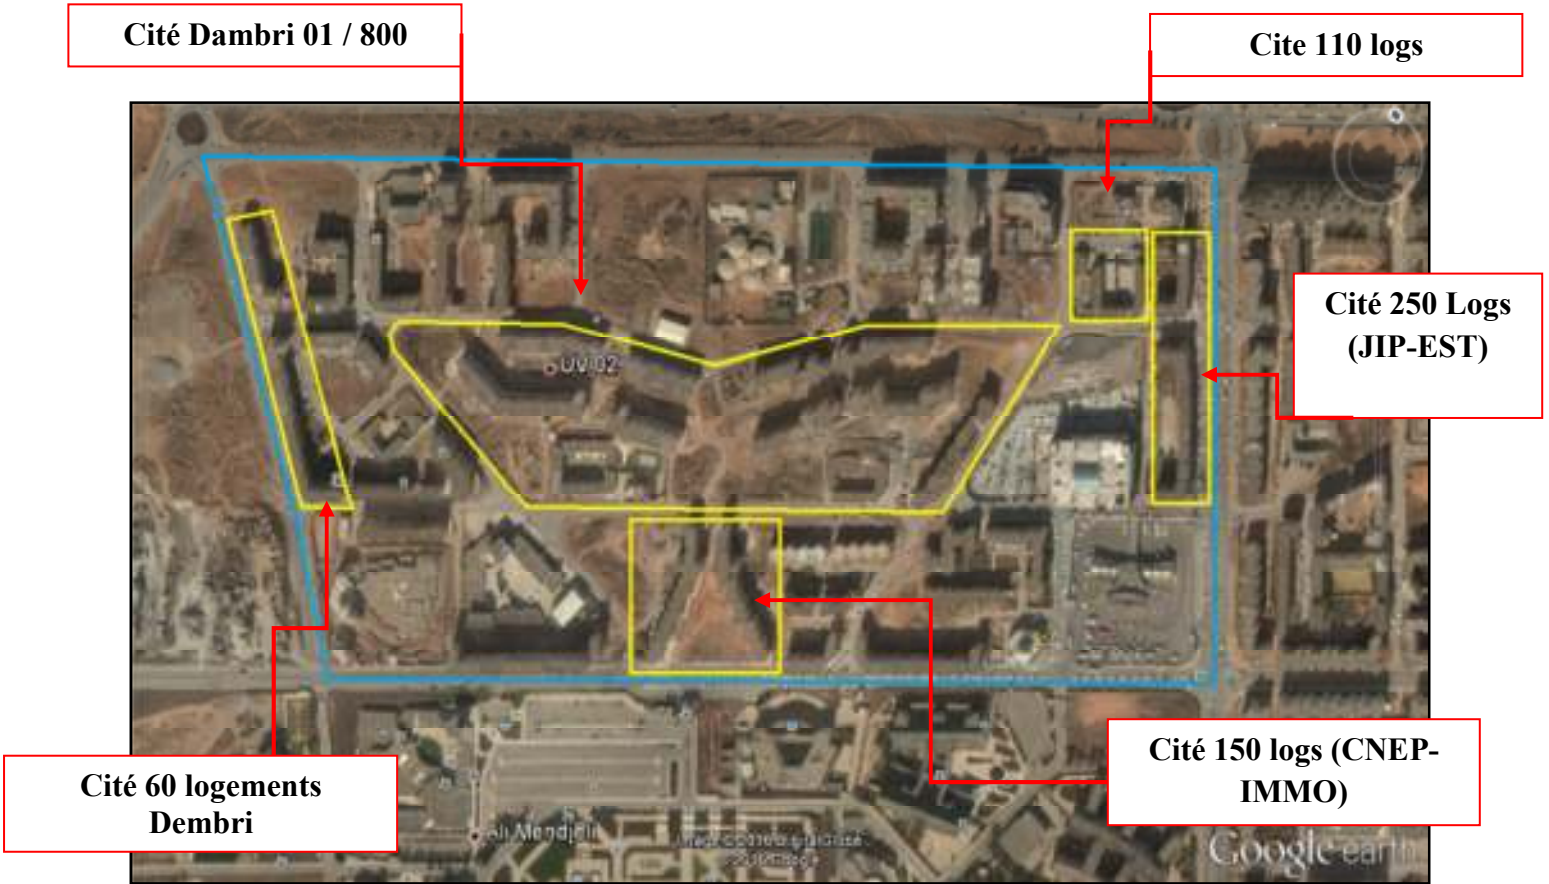 Cité Dambri 01 / 800
Cite 110 logs
Cité 250 Logs
(JIP-EST)
UV 02
Cité 150 logs (CNEP-
IMMO)
Cité 60 logements
Dembri
Ali Mendjeli
Google earth